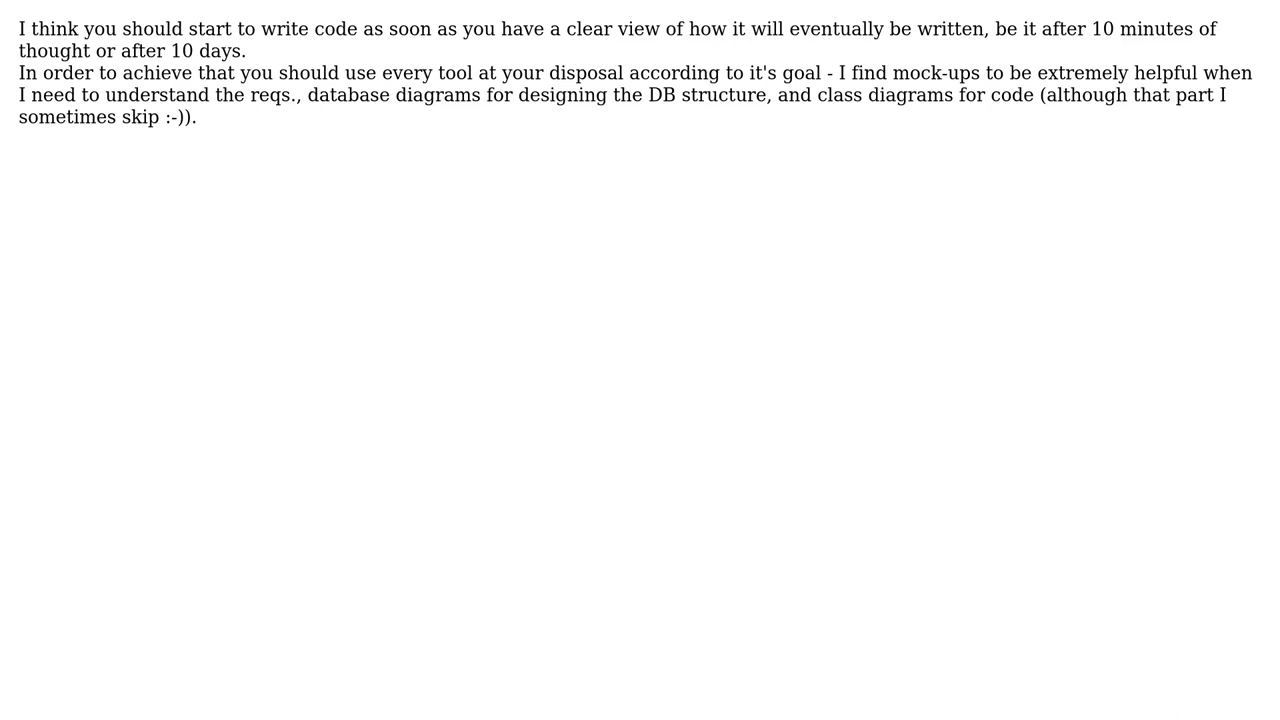 I think you should start to write code as soon as you have a clear view of how it will eventually be written, be it after 10 minutes of
thought or after 10 days.
In order to achieve that you should use every tool at your disposal according to it's goal - I find mock-ups to be extremely helpful when
I need to understand the reqs., database diagrams for designing the DB structure, and class diagrams for code (although that part I
sometimes skip :-)).